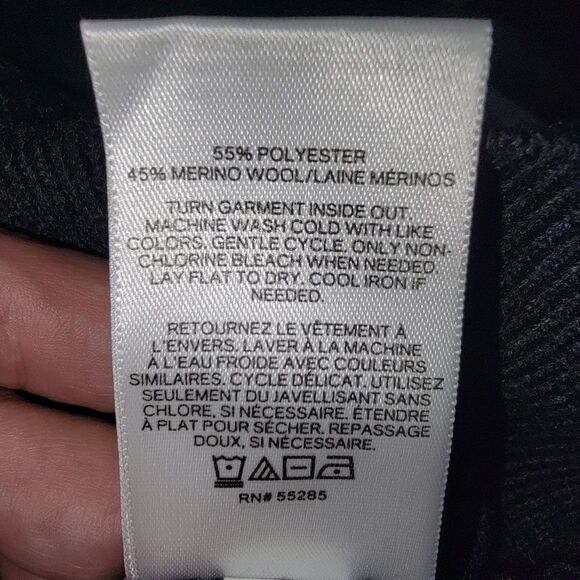 55% POLYESTER
45% MERINO WOOL/LAINE MÉRINOS
TURN GARMENT INSIDE OUT.
MACHINE WASH COLD WITH LIKE
COLORS. GENTLE CYCLE. ONLY NON-
CHLORINE BLEACH WHEN NEEDED.
LAY FLAT TO DRY. COOL IRON IF
NEEDED.
RETOURNEZ LE VÊTEMENT À
L'ENVERS. LAVER À LA MACHINE
À L'EAU FROIDE AVEC COULEURS
SIMILAIRES. CYCLE DÉLICAT. UTILISEZ
SEULEMENT DU JAVELLISANT SANS
CHLORE, SI NÉCESSAIRE. ÉTENDRE
À PLAT POUR SÉCHER. REPASSAGE
DOUX, SI NÉCESSAIRE.
RN# 55285